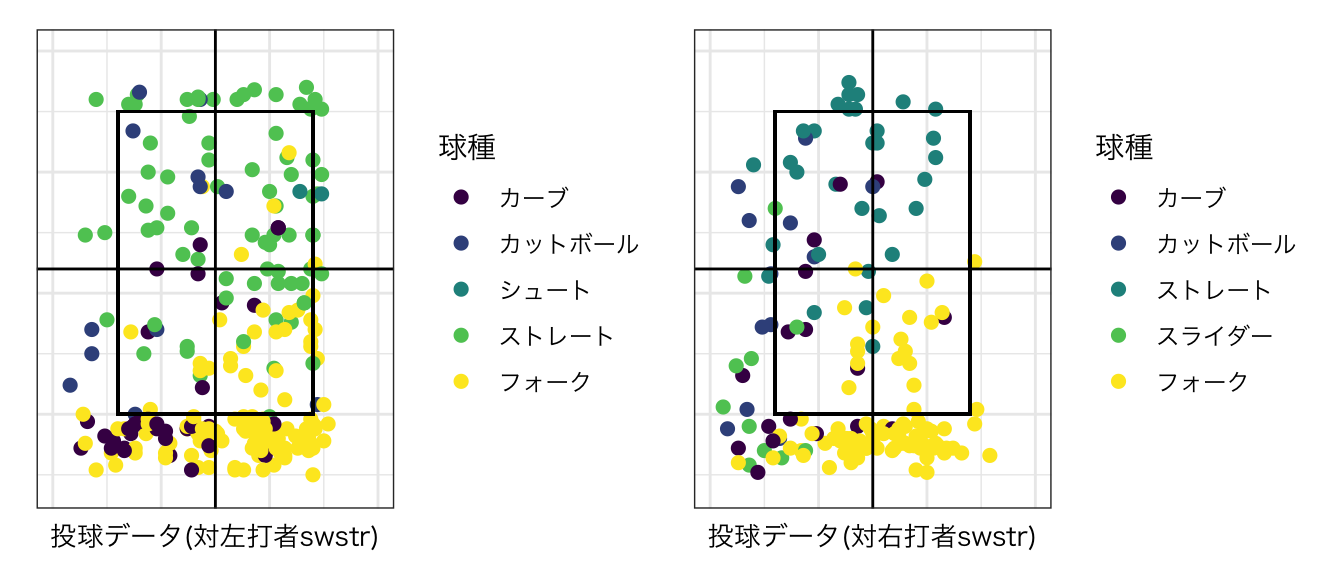 球種
カーブ
カットボール
シュート
ストレート
フォーク
投球データ(対左打者swstr)
球種
カーブ
カットボール
ストレート
スライダー
フォーク
投球データ(対右打者swstr)